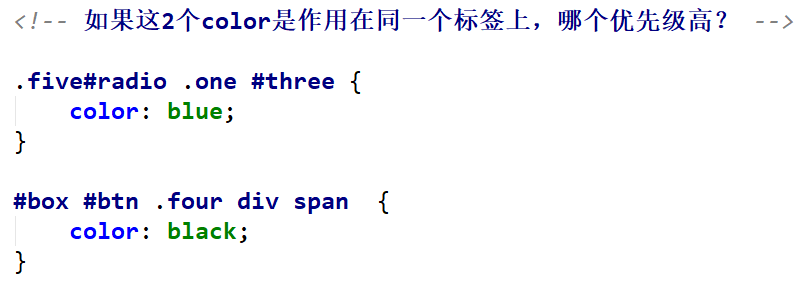 <!-- 如果这2个color是作用在同一个标签上，哪个优先级高？ -->
.five#radio .one #three {
color: blue;
}
#box #btn .four div span  {
color: black;
}